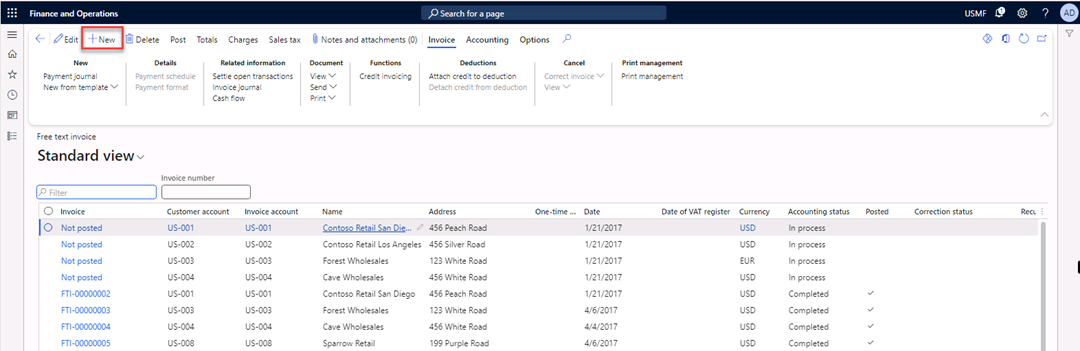 Finance and Operations Search for a page USMF ? AD
Edit + New Delete Post Totals Charges Sales tax Notes and attachments (0) Invoice Accounting Options
New Details Related information Document Functions Deductions Cancel Print management
Payment journal Payment schedule Settle open transactions View Credit invoicing Attach credit to deduction Correct invoice Print management
New from template Payment format Invoice journal Send Detach credit from deduction View
Cash flow Print
Free text invoice
Standard view
Invoice number
Filter
Invoice Customer account Invoice account Name Address One-time ... Date Date of VAT register Currency Accounting status Posted Correction status Recu
Not posted US-001 US-001 Contoso Retail San Die... 456 Peach Road 1/21/2017 USD In process
Not posted US-002 US-002 Contoso Retail Los Angeles 456 Silver Road 1/21/2017 USD In process
Not posted US-003 US-003 Forest Wholesales 123 White Road 1/21/2017 EUR In process
Not posted US-004 US-004 Cave Wholesales 456 White Road 1/21/2017 USD In process
FTI-00000002 US-001 US-001 Contoso Retail San Diego 456 Peach Road 1/21/2017 USD Completed
FTI-00000003 US-003 US-003 Forest Wholesales 123 White Road 4/6/2017 USD Completed
FTI-00000004 US-004 US-004 Cave Wholesales 456 White Road 4/4/2017 USD Completed
FTI-00000005 US-008 US-008 Sparrow Retail 199 Purple Road 4/6/2017 USD Completed